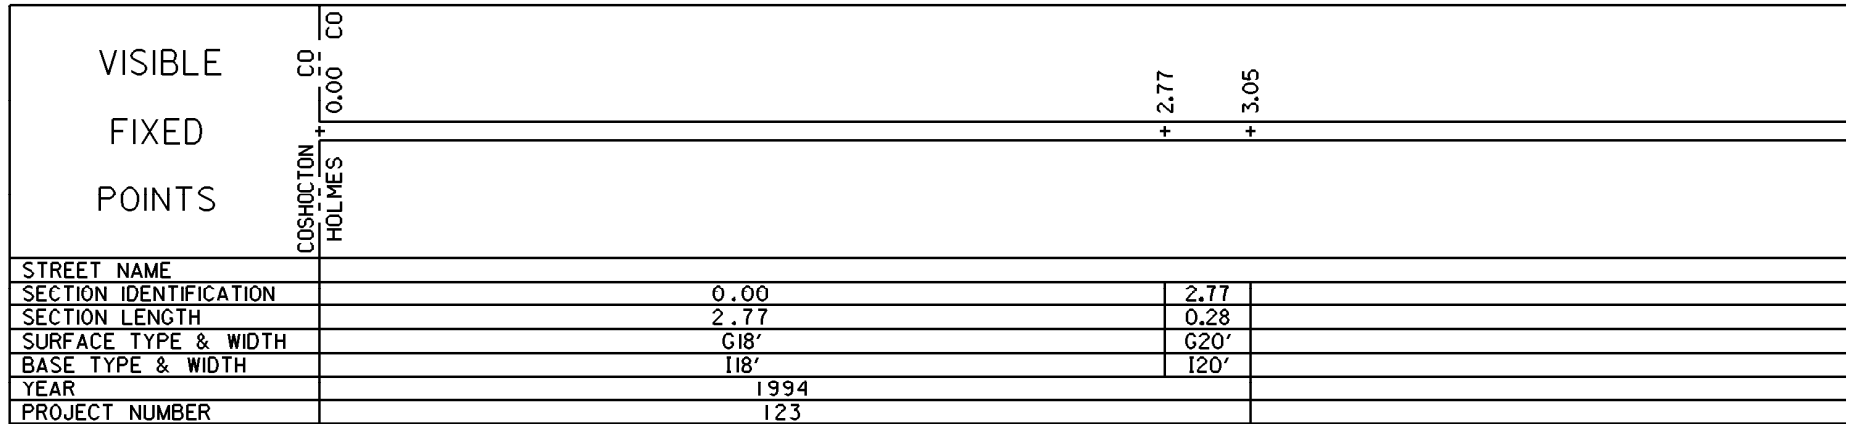 VISIBLE
FIXED
POINTS
COSHOCTON CO
HOLMES CO
0.00
2.77
3.05
+ + +
STREET NAME
SECTION IDENTIFICATION 0.00 2.77
SECTION LENGTH 2.77 0.28
SURFACE TYPE & WIDTH G18' G20'
BASE TYPE & WIDTH I18' I20'
YEAR 1994
PROJECT NUMBER 123